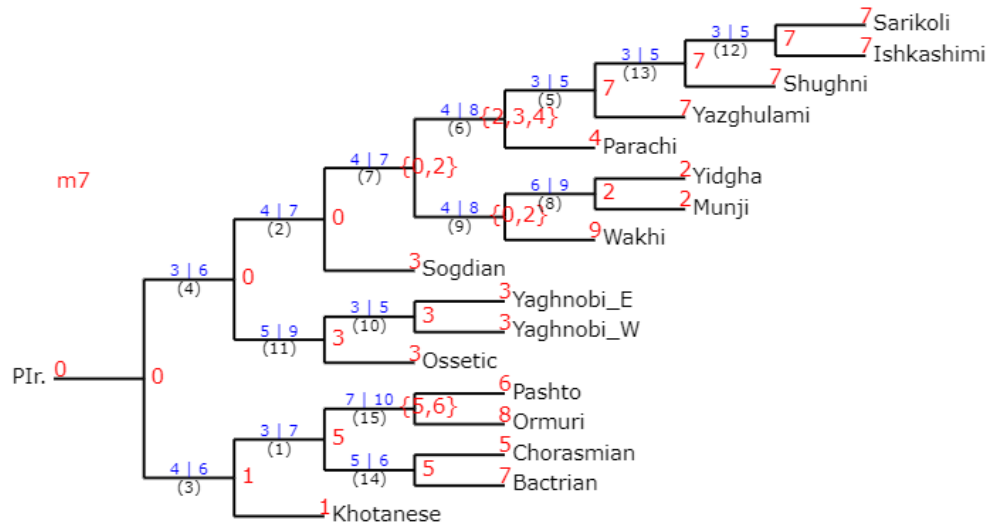 7 Sarikoli
3 | 5
(12)
7
7 Ishkashimi
3 | 5
(13)
7
7 Shughni
3 | 5
(5)
7
7 Yazghulami
4 | 8
(6)
{2,3,4}
4 Parachi
4 | 7
(7)
{0,2}
m7
2 Yidgha
6 | 9
(8)
2
2 Munji
4 | 8
(9)
{0,2}
9 Wakhi
4 | 7
(2)
0
3 Sogdian
3 | 6
(4)
0
3 Yaghnobi_E
3 | 5
(10)
3
3 Yaghnobi_W
5 | 9
(11)
3
3 Ossetic
PIr. 0
0
6 Pashto
7 | 10
(15)
{5,6}
8 Ormuri
3 | 7
(1)
5
5 Chorasmian
5 | 6
(14)
5
7 Bactrian
4 | 6
(3)
1
1 Khotanese